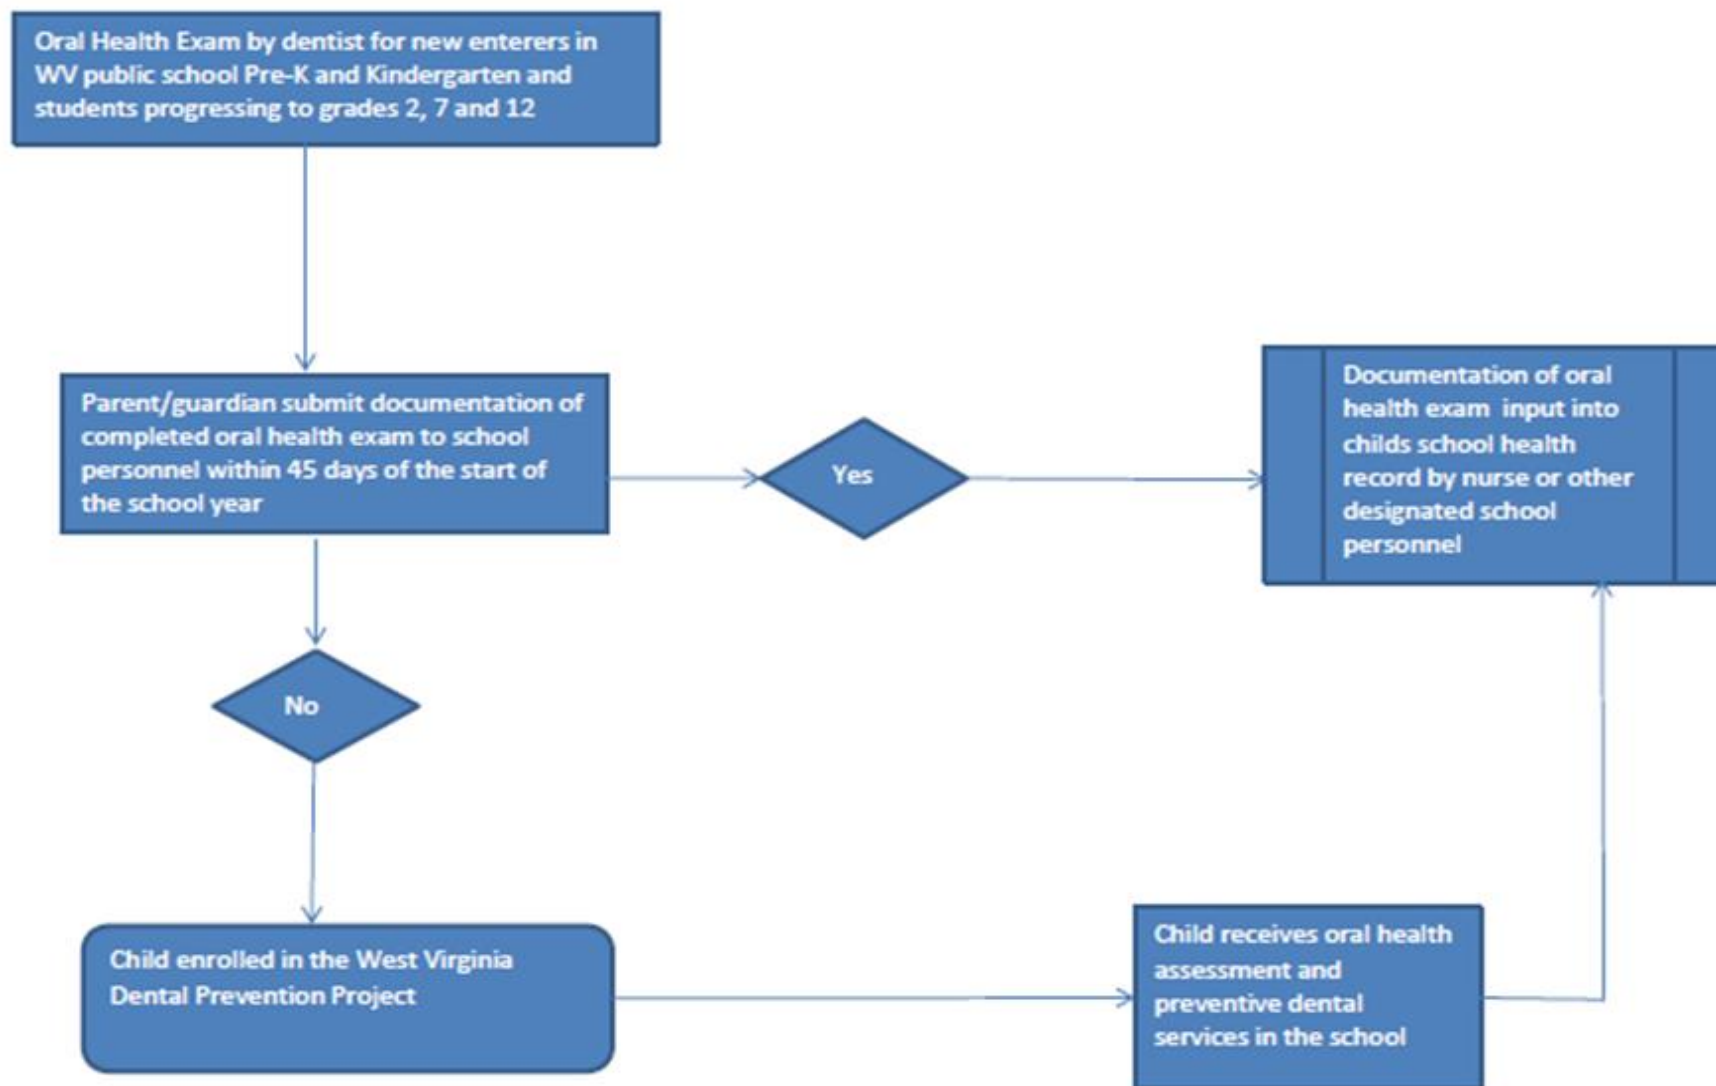 Oral Health Exam by dentist for new enterers in
WV public school Pre-K and Kindergarten and
students progressing to grades 2, 7 and 12
Parent/guardian submit documentation of
completed oral health exam to school
personnel within 45 days of the start of
the school year
Yes
Documentation of oral
health exam input into
childs school health
record by nurse or other
designated school
personnel
No
Child enrolled in the West Virginia
Dental Prevention Project
Child receives oral health
assessment and
preventive dental
services in the school